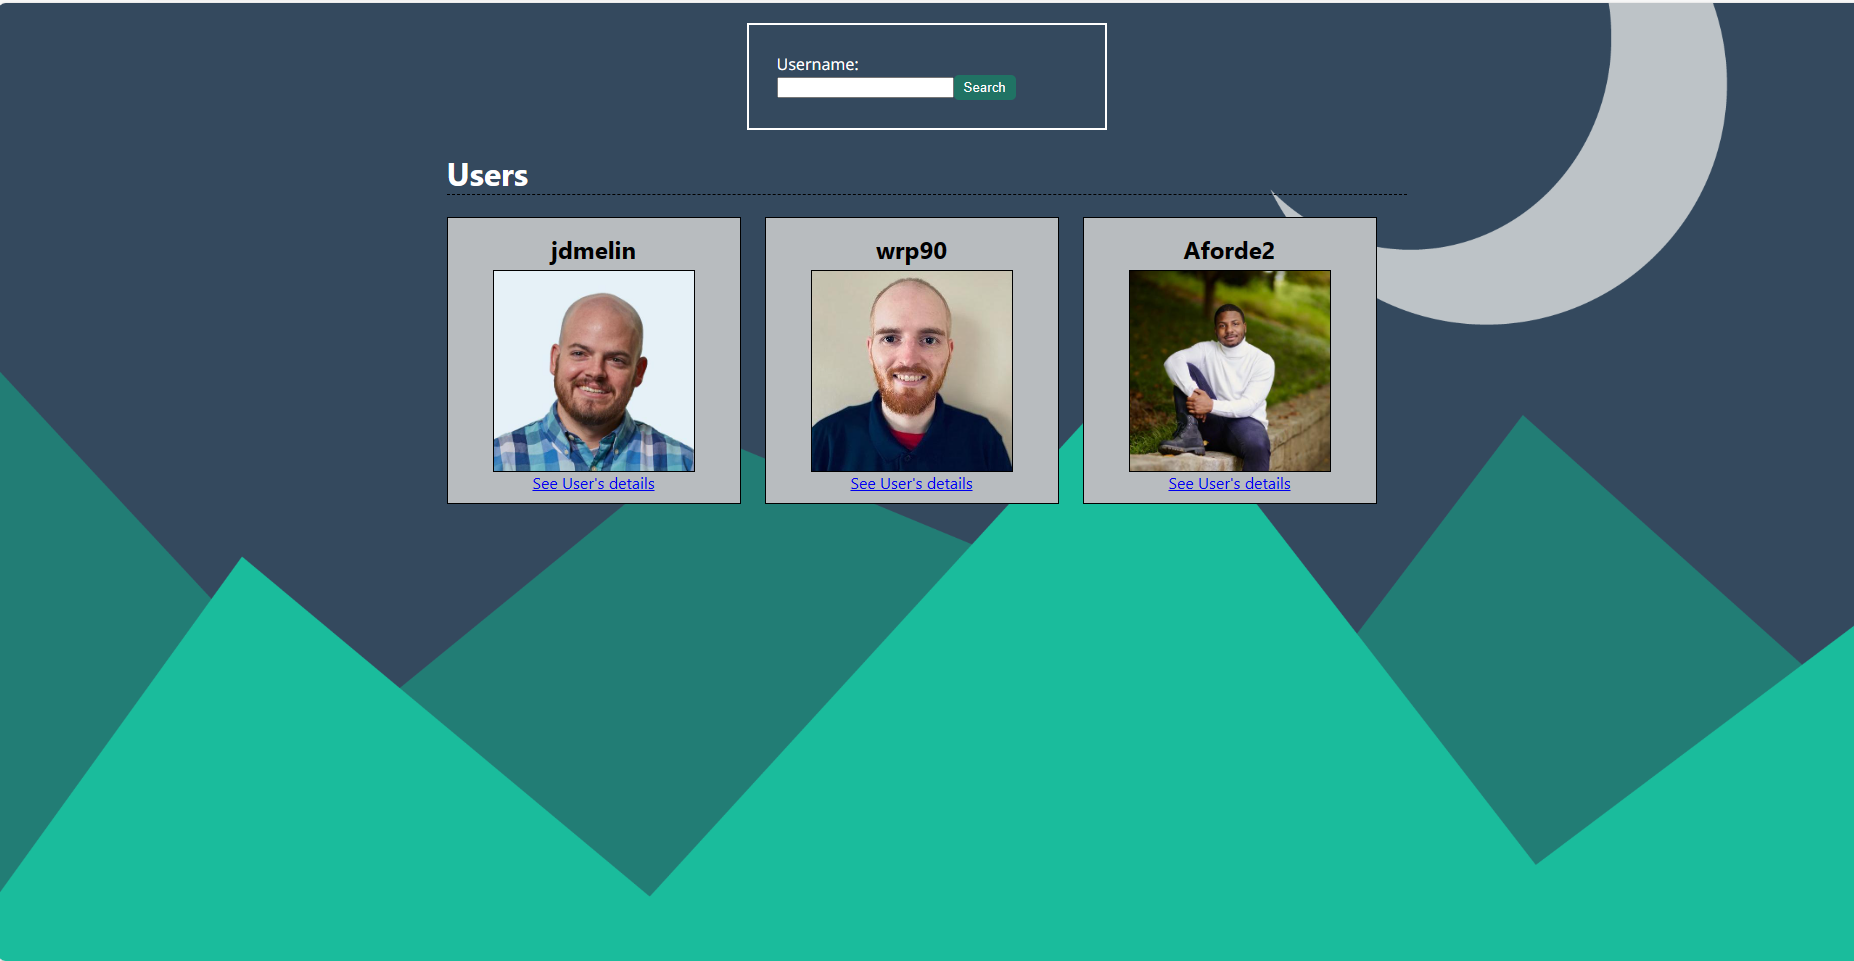 Username:
Search
Users
jdmelin
wrp90
Aforde2
See User's details
See User's details
See User's details